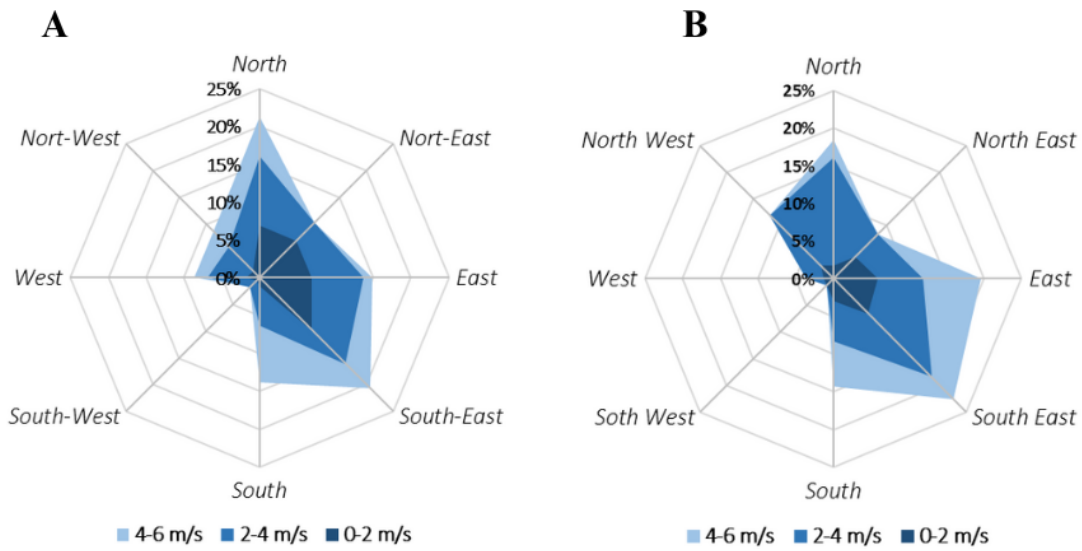 A
North
25%
20%
15%
10%
5%
0%
Nort-West
Nort-East
West
East
South-West
South-East
South
4-6 m/s 2-4 m/s 0-2 m/s
B
North
25%
20%
15%
10%
5%
0%
North West
North East
West
East
Soth West
South East
South
4-6 m/s 2-4 m/s 0-2 m/s